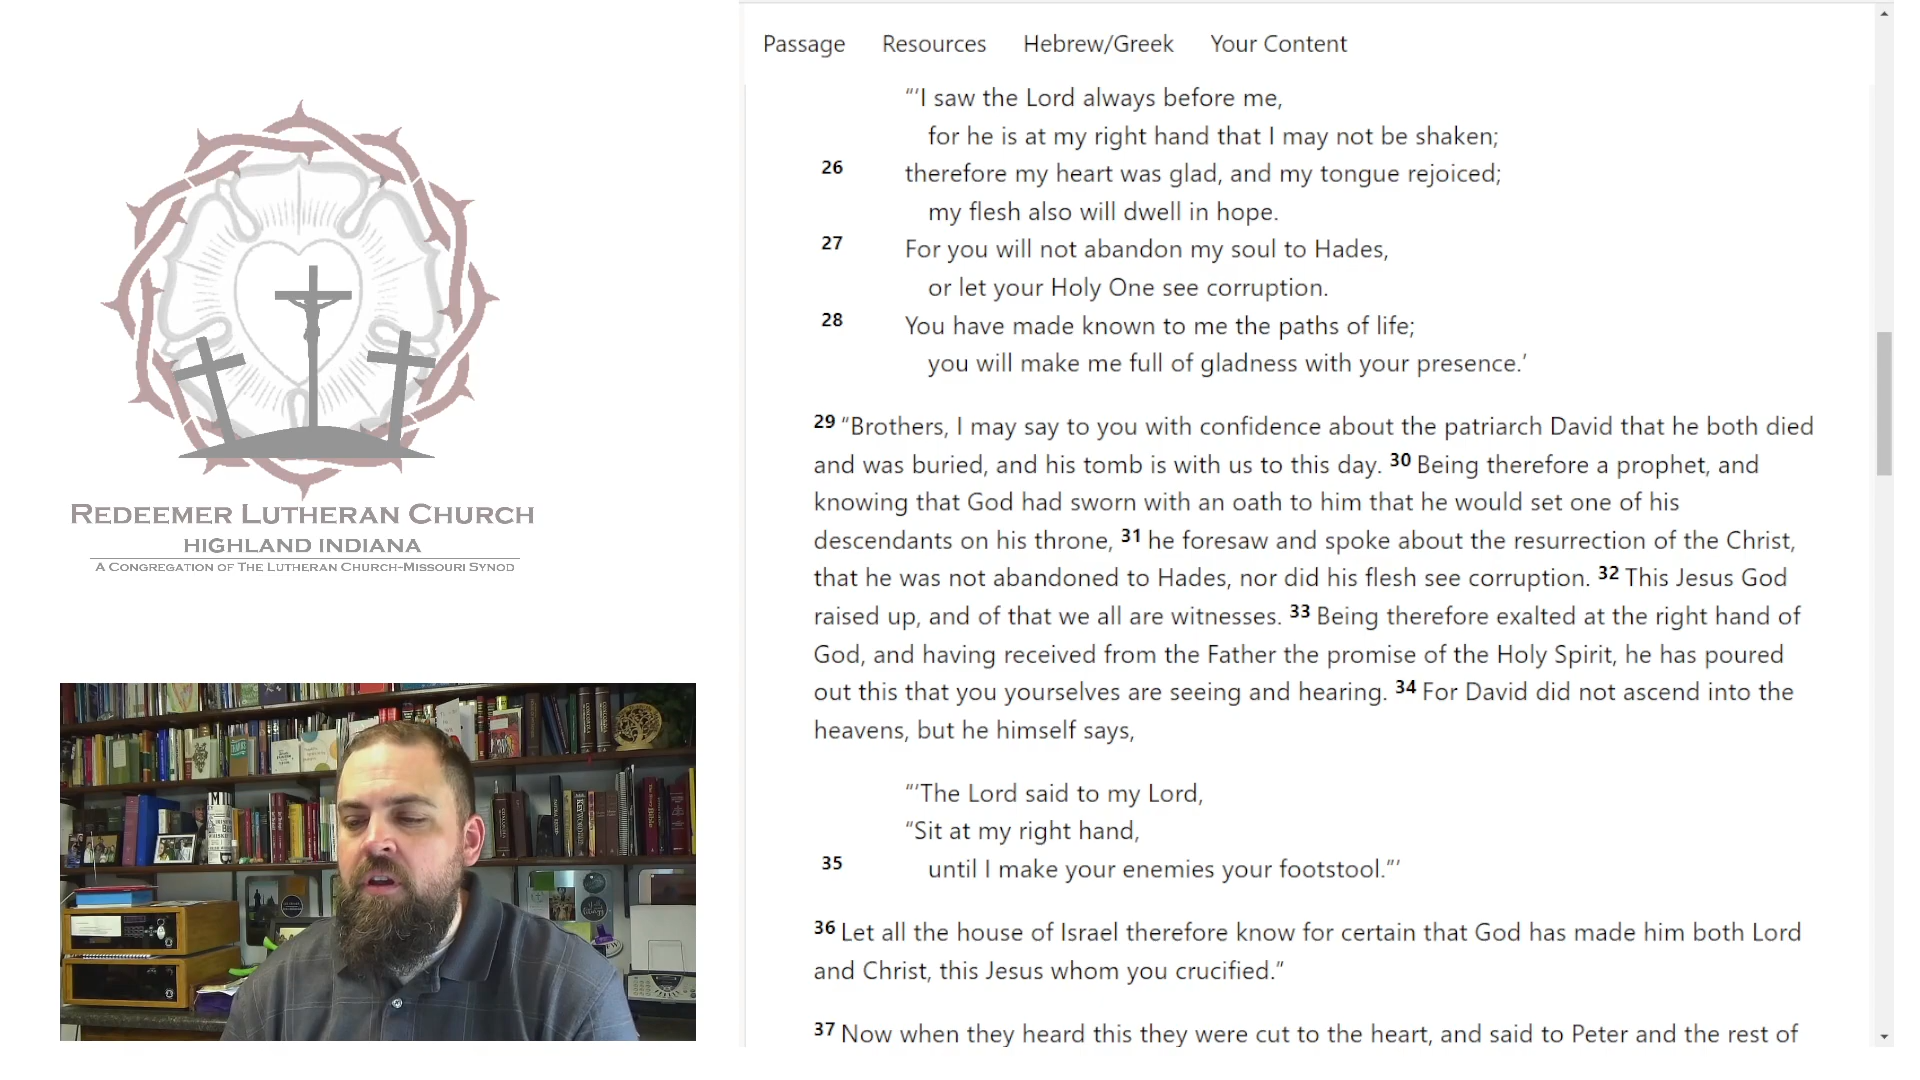 Passage Resources Hebrew/Greek Your Content
“‘I saw the Lord always before me,
for he is at my right hand that I may not be shaken;
26 therefore my heart was glad, and my tongue rejoiced;
my flesh also will dwell in hope.
27 For you will not abandon my soul to Hades,
or let your Holy One see corruption.
28 You have made known to me the paths of life;
you will make me full of gladness with your presence.’
29 “Brothers, I may say to you with confidence about the patriarch David that he both died
and was buried, and his tomb is with us to this day. 30 Being therefore a prophet, and
knowing that God had sworn with an oath to him that he would set one of his
descendants on his throne, 31 he foresaw and spoke about the resurrection of the Christ,
that he was not abandoned to Hades, nor did his flesh see corruption. 32 This Jesus God
raised up, and of that we all are witnesses. 33 Being therefore exalted at the right hand of
God, and having received from the Father the promise of the Holy Spirit, he has poured
out this that you yourselves are seeing and hearing. 34 For David did not ascend into the
heavens, but he himself says,
“‘The Lord said to my Lord,
“Sit at my right hand,
35 until I make your enemies your footstool.”’
36 Let all the house of Israel therefore know for certain that God has made him both Lord
and Christ, this Jesus whom you crucified.”
37 Now when they heard this they were cut to the heart, and said to Peter and the rest of
REDEEMER LUTHERAN CHURCH
HIGHLAND INDIANA
A CONGREGATION OF THE LUTHERAN CHURCH-MISSOURI SYNOD